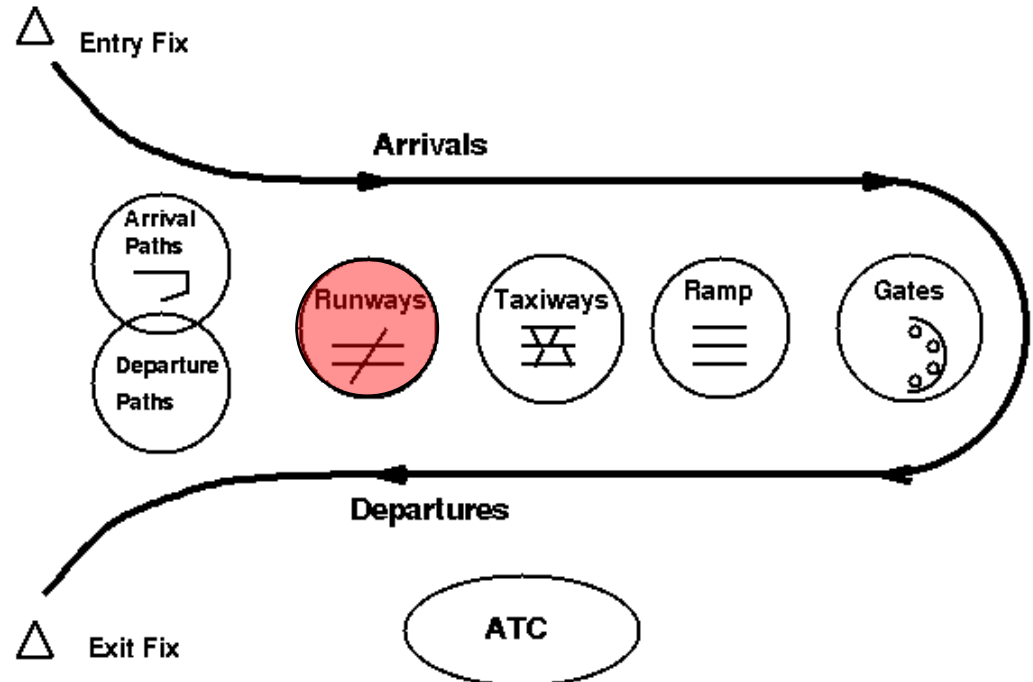 Entry Fix
Arrivals
Arrival
Paths
Departure
Paths
Runways
Taxiways
Ramp
Gates
Departures
ATC
Exit Fix